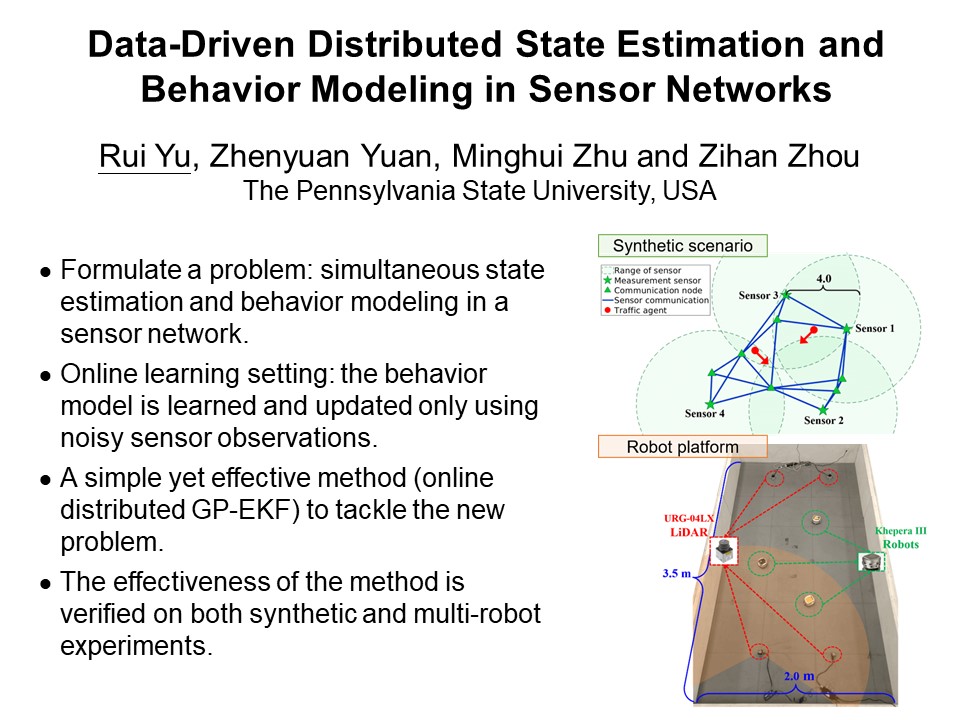 Data-Driven Distributed State Estimation and
Behavior Modeling in Sensor Networks
Rui Yu, Zhenyuan Yuan, Minghui Zhu and Zihan Zhou
The Pennsylvania State University, USA
● Formulate a problem: simultaneous state
estimation and behavior modeling in a
sensor network.
● Online learning setting: the behavior
model is learned and updated only using
noisy sensor observations.
● A simple yet effective method (online
distributed GP-EKF) to tackle the new
problem.
● The effectiveness of the method is
verified on both synthetic and multi-robot
experiments.
Synthetic scenario
Range of sensor
Measurement sensor
Communication node
Sensor communication
Traffic agent
4.0
Sensor 3
Sensor 1
Sensor 4
Sensor 2
Robot platform
URG-04LX
LiDAR
Khepera III
Robots
3.5 m
2.0 m